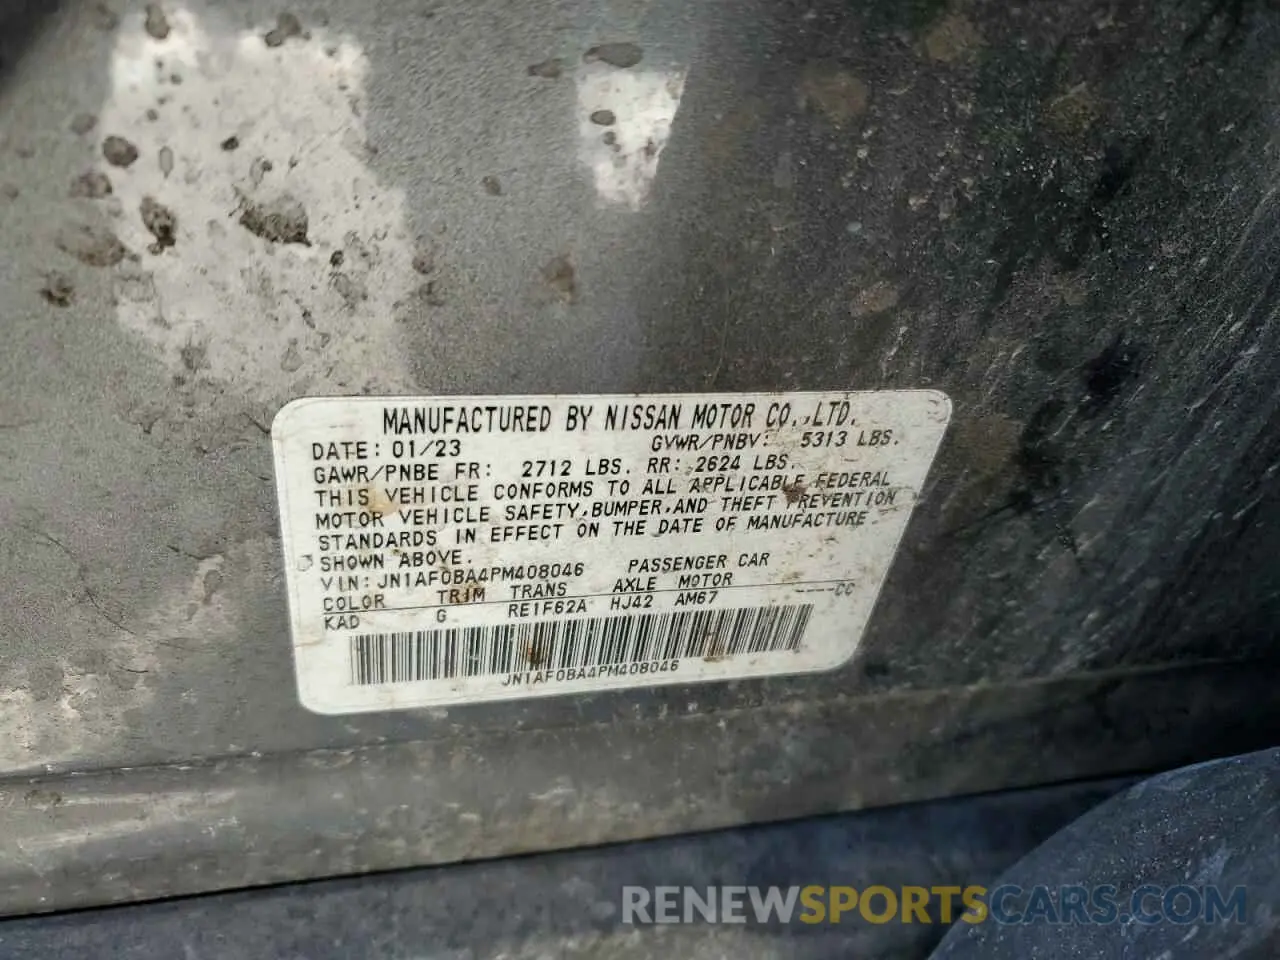 MANUFACTURED BY NISSAN MOTOR CO.,LTD.
DATE: 01/23 GVWR/PNBV: 5313 LBS.
GAWR/PNBE FR: 2712 LBS. RR: 2624 LBS.
THIS VEHICLE CONFORMS TO ALL APPLICABLE FEDERAL
MOTOR VEHICLE SAFETY,BUMPER,AND THEFT PREVENTION
STANDARDS IN EFFECT ON THE DATE OF MANUFACTURE
SHOWN ABOVE.
VIN:JN1AF0BA4PM408046 PASSENGER CAR
COLOR TRIM TRANS AXLE MOTOR ----CC
KAD G RE1F62A HJ42 AM67
JN1AF0BA4PM408046
RENEWSPORTSCARS.COM